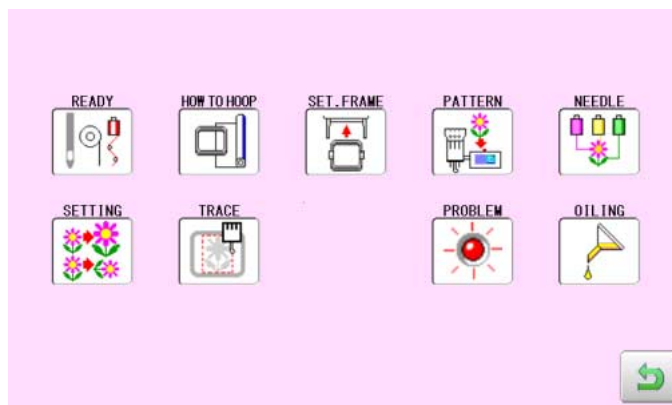 READY HOW TO HOOP SET.FRAME PATTERN NEEDLE
SETTING TRACE PROBLEM OILING